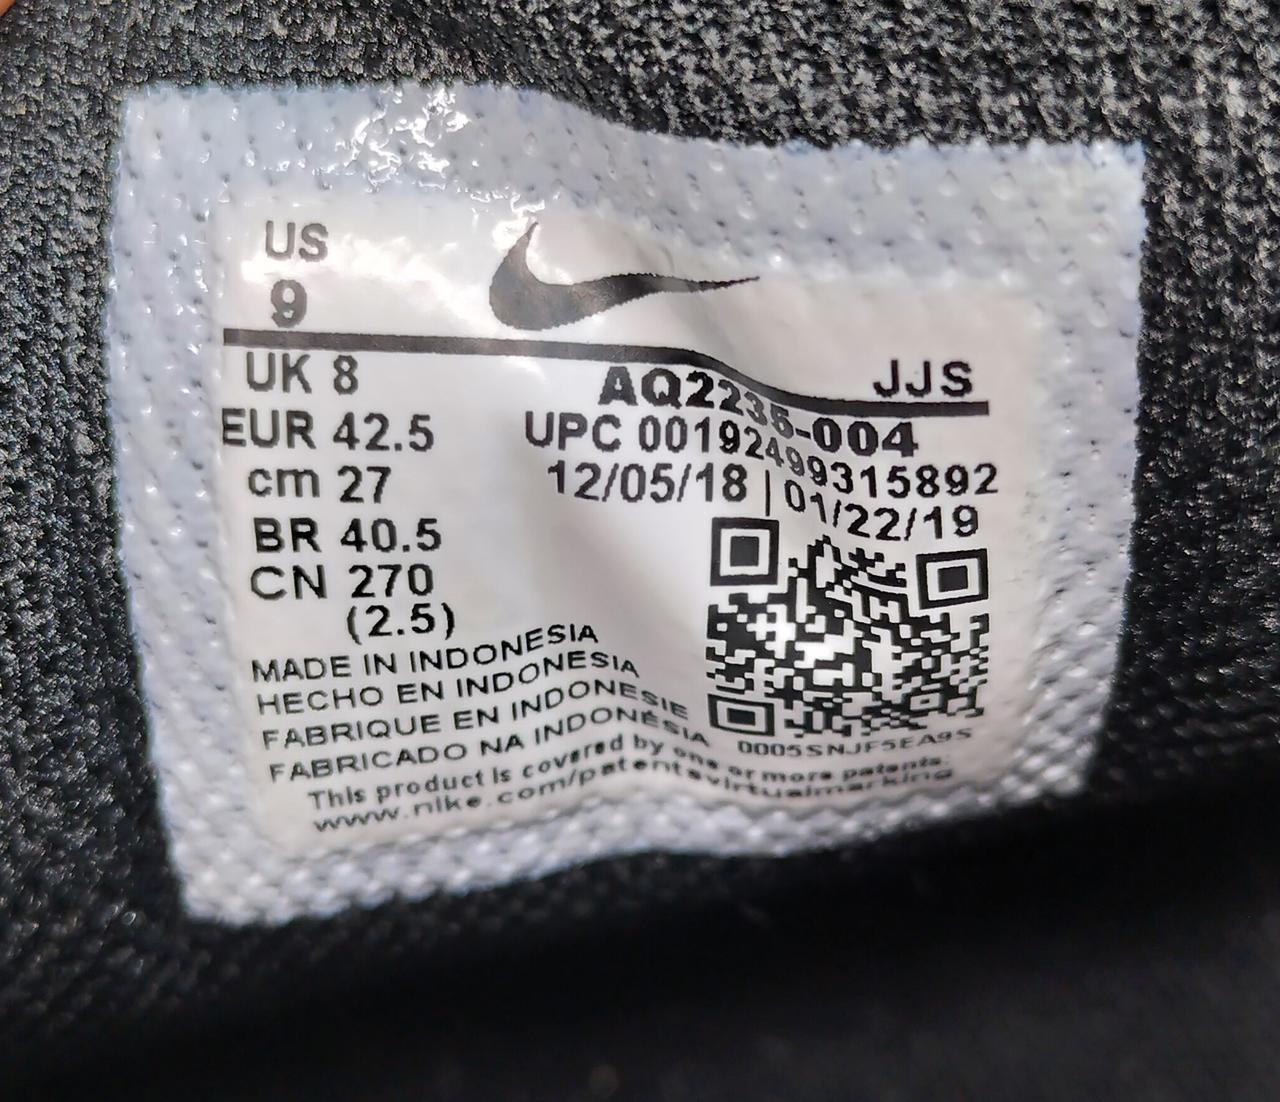 US
9
JJS
UK 8
AQ2235-004
EUR 42.5
UPC 00192499315892
cm 27
12/05/18 | 01/22/19
BR 40.5
CN 270
(2.5)
MADE IN INDONESIA
HECHO EN INDONESIA
FABRIQUE EN INDONESIE
FABRICADO NA INDONÉSIA
0005SNJF5EA9S
This product is covered by one or more patents:
www.nike.com/patentsvirtualmarking